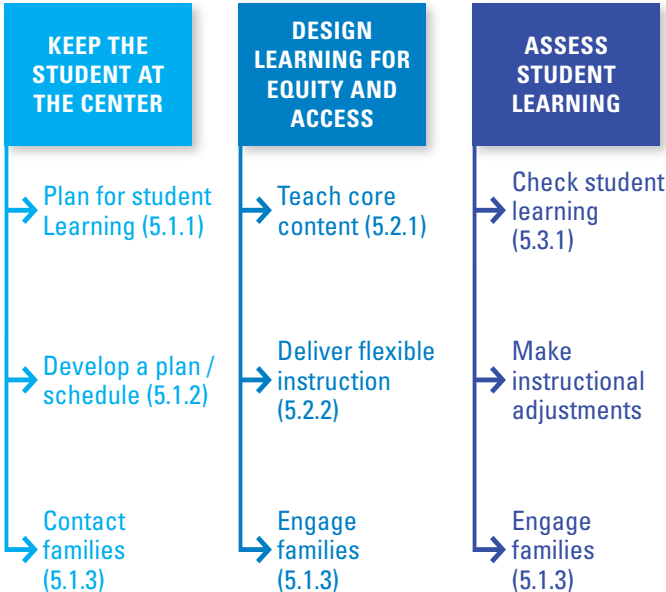 KEEP THE
STUDENT AT
THE CENTER
Plan for student
Learning (5.1.1)
Develop a plan /
schedule (5.1.2)
Contact
families
(5.1.3)
DESIGN
LEARNING FOR
EQUITY AND
ACCESS
Teach core
content (5.2.1)
Deliver flexible
instruction
(5.2.2)
Engage
families
(5.1.3)
ASSESS
STUDENT
LEARNING
Check student
learning
(5.3.1)
Make
instructional
adjustments
Engage
families
(5.1.3)